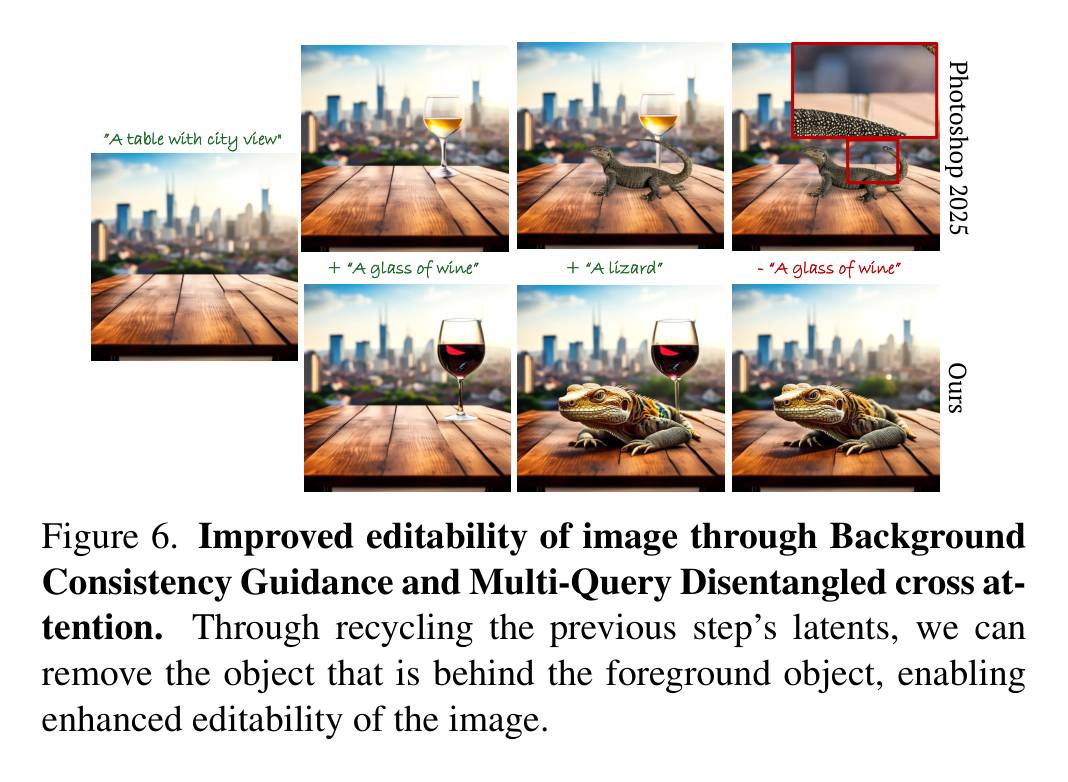 "A table with city view"
Photoshop 2025
+ “A glass of wine”
+ “A lizard”
- “A glass of wine”
Ours
Figure 6. Improved editability of image through Background
Consistency Guidance and Multi-Query Disentangled cross at-
tention. Through recycling the previous step’s latents, we can
remove the object that is behind the foreground object, enabling
enhanced editability of the image.